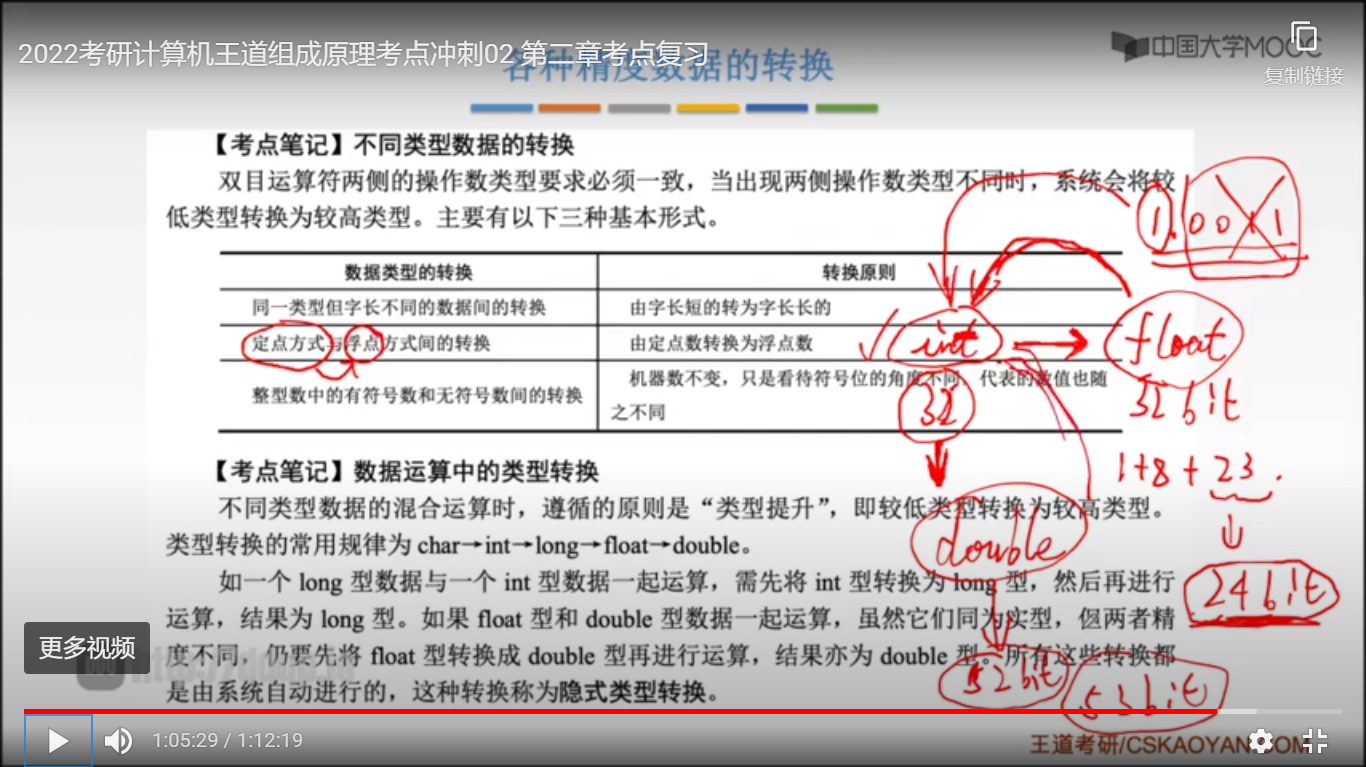 2022考研计算机王道组成原理考点冲刺02 第二章考点复习
各种精度数据的转换
中国大学MOOC
复制链接
【考点笔记】不同类型数据的转换
双目运算符两侧的操作数类型要求必须一致，当出现两侧操作数类型不同时，系统会将较
低类型转换为较高类型。主要有以下三种基本形式。
1.0011
数据类型的转换 转换原则
同一类型但字长不同的数据间的转换 由字长短的转为字长长的
定点方式与浮点方式间的转换 由定点数转换为浮点数
int float
整型数中的有符号数和无符号数间的转换 机器数不变，只是看待符号位的角度不同，代表的数值也随
之不同
32 32bit
1+8+23.
【考点笔记】数据运算中的类型转换
不同类型数据的混合运算时，遵循的原则是“类型提升”，即较低类型转换为较高类型。
类型转换的常用规律为 char→int→long→float→double。
double
24bit
如一个 long 型数据与一个 int 型数据一起运算，需先将 int 型转换为 long 型，然后再进行
运算，结果为 long 型。如果 float 型和 double 型数据一起运算，虽然它们同为实型，但两者精
度不同，仍要先将 float 型转换成 double 型再进行运算，结果亦为 double 型。所有这些转换都
是由系统自动进行的，这种转换称为隐式类型转换。
52bit 53bit
更多视频
1:05:29 / 1:12:19
王道考研/CSKAOYAN.COM